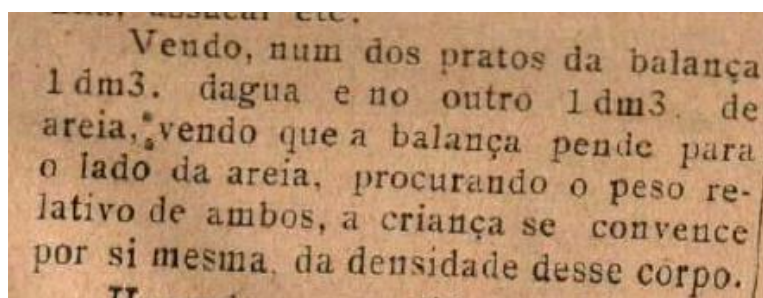 assucar etc.
Vendo, num dos pratos da balança
1 dm3. dagua e no outro 1 dm3. de
areia, vendo que a balança pende para
o lado da areia, procurando o peso re-
lativo de ambos, a criança se convence
por si mesma, da densidade desse corpo.